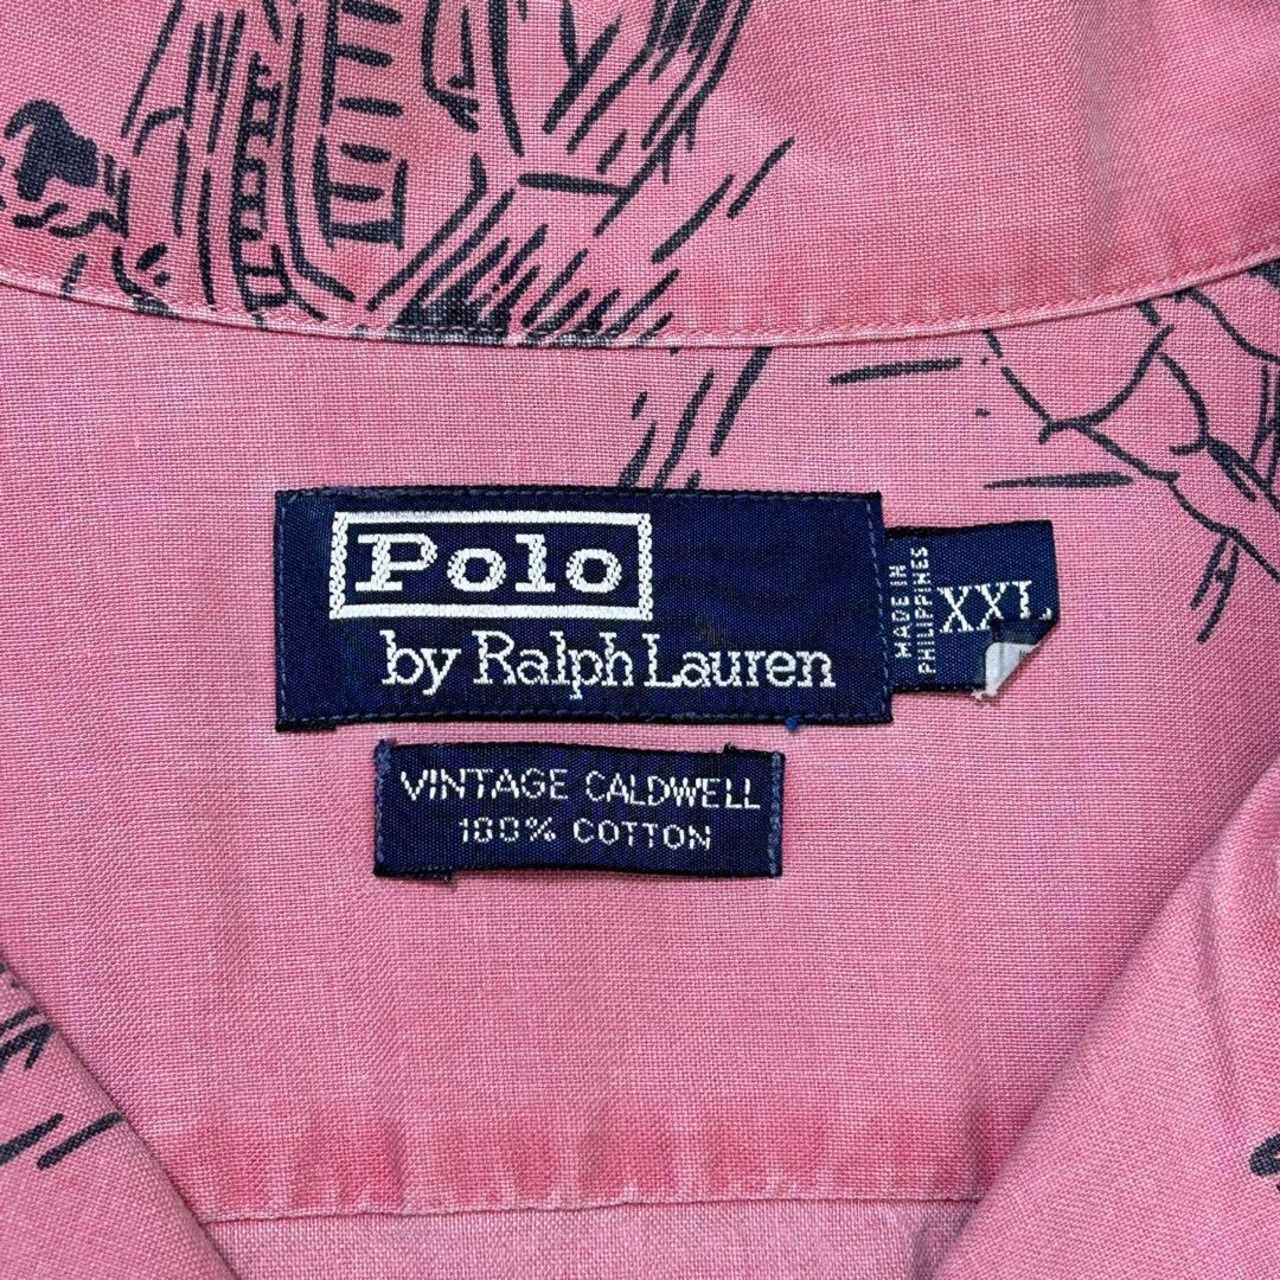 Polo
by Ralph Lauren
MADE IN
PHILIPPINES
XXL
VINTAGE CALDWELL
100% COTTON